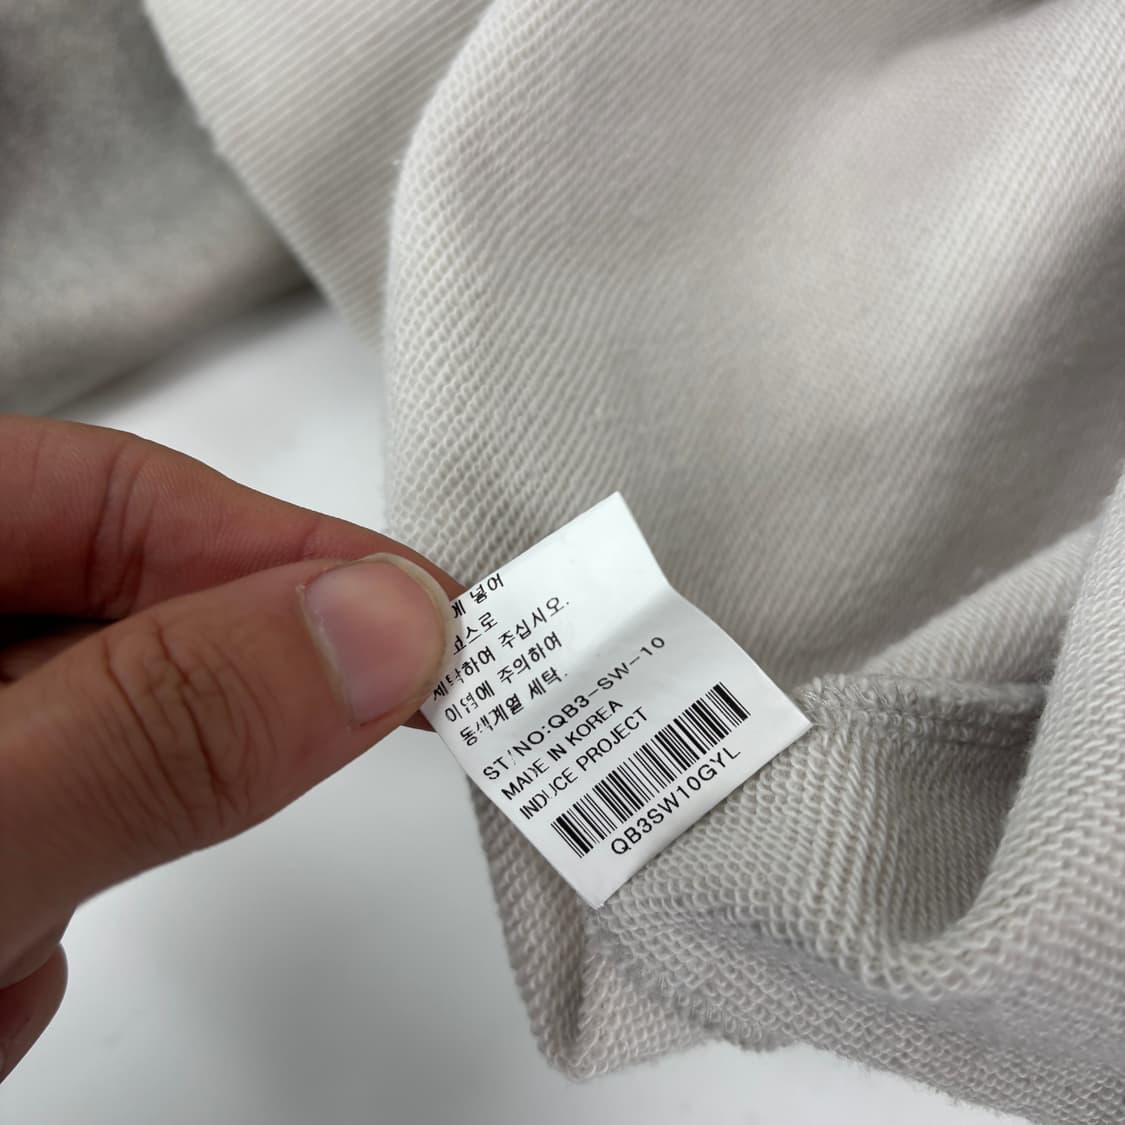 에 넣어
코스로
세탁하여 주십시오.
이염에 주의하여
동색계열 세탁.
ST/NO:QB3-SW-10
MADE IN KOREA
INDUCE PROJECT
QB3SW10GYL